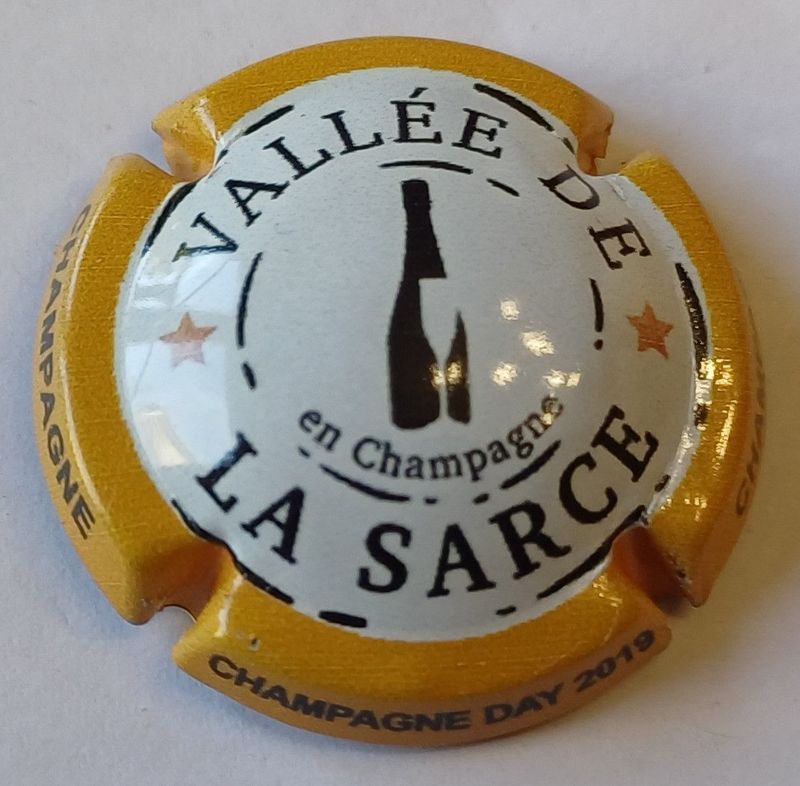 VALLÉE DE
LA SARCE
en Champagne
CHAMPAGNE
CHAMPAGNE DAY 2019